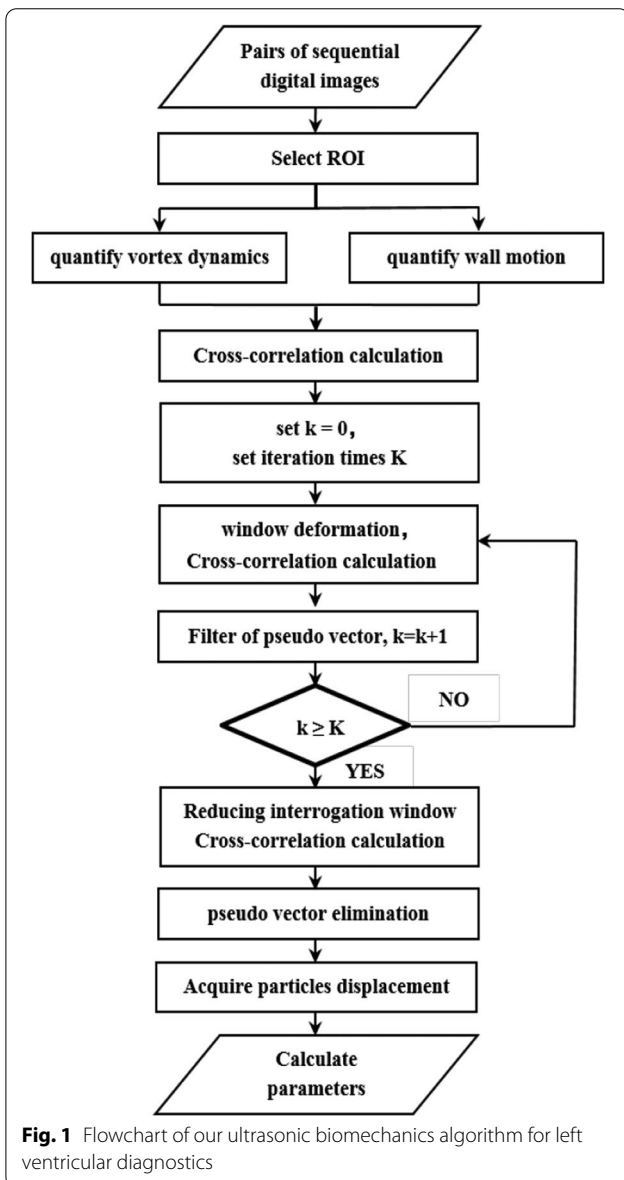 Pairs of sequential
digital images
Select ROI
quantify vortex dynamics
quantify wall motion
Cross-correlation calculation
set k = 0,
set iteration times K
window deformation,
Cross-correlation calculation
Filter of pseudo vector, k=k+1
k ≥ K
NO
YES
Reducing interrogation window
Cross-correlation calculation
pseudo vector elimination
Acquire particles displacement
Calculate
parameters
Fig. 1 Flowchart of our ultrasonic biomechanics algorithm for left
ventricular diagnostics